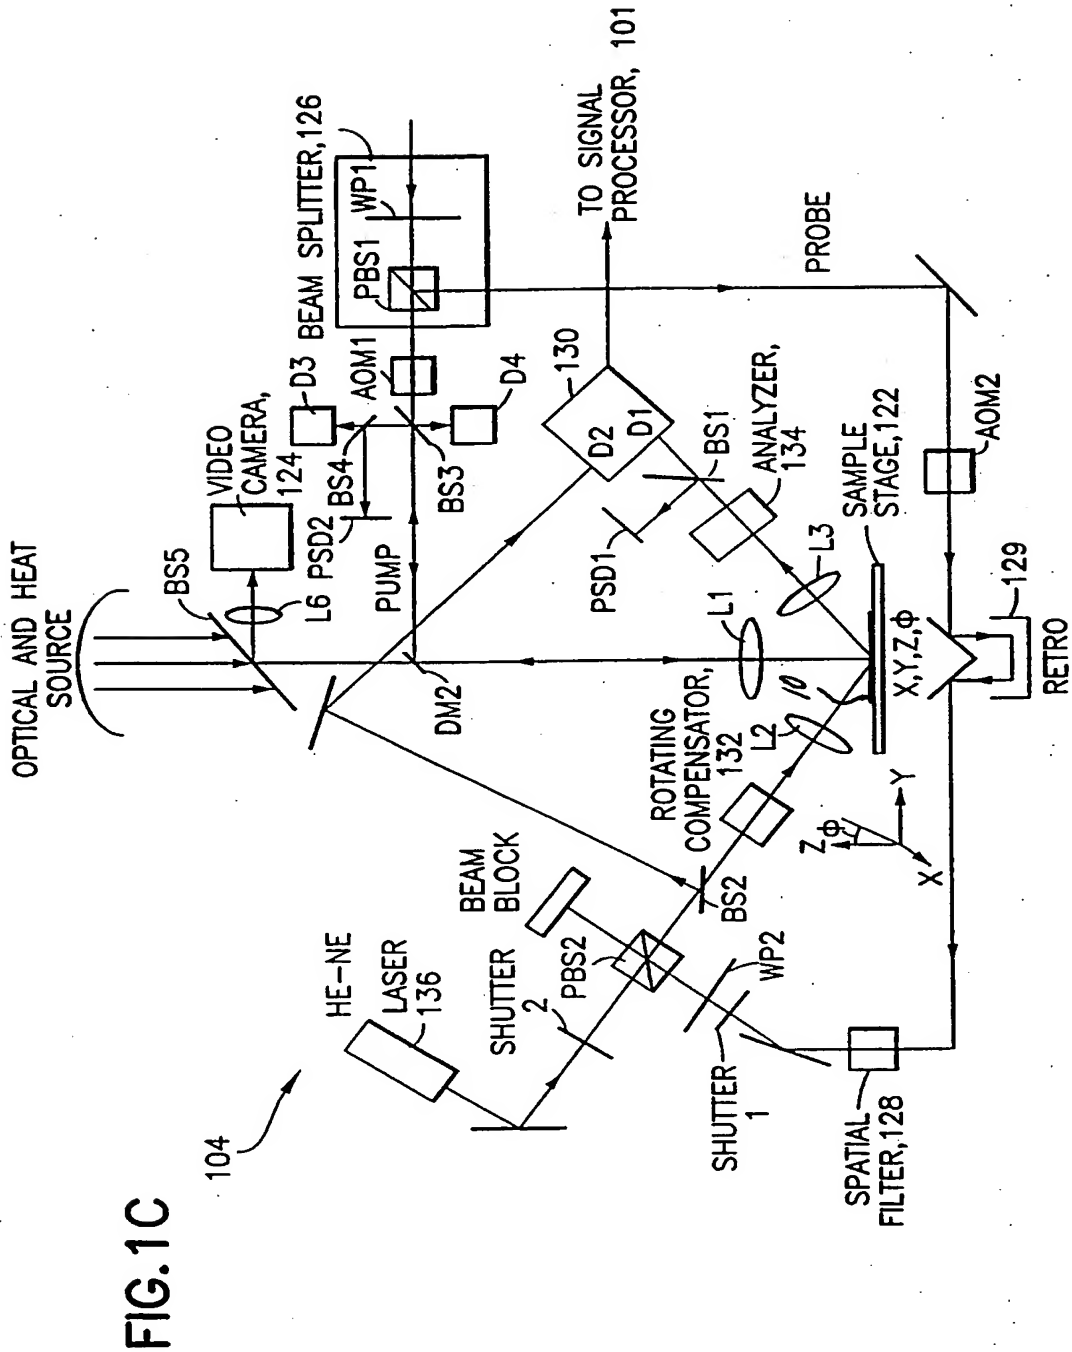 FIG.1C
104
OPTICAL AND HEAT
SOURCE
BS5
VIDEO
CAMERA,
124
L6
D3
BS4
PSD2
BEAM SPLITTER,126
WP1
PBS1
AOM1
D4
BS3
PUMP
DM2
TO SIGNAL
PROCESSOR, 101
130
D2
D1
BS1
PSD1
ANALYZER,
134
L3
L1
PROBE
HE-NE
LASER
136
BEAM
BLOCK
SHUTTER
2
PBS2
BS2
ROTATING
COMPENSATOR,
132
L2
10
SAMPLE
STAGE,122
X,Y,Z,Φ
Z
Φ
Y
X
AOM2
129
RETRO
WP2
SHUTTER
1
SPATIAL
FILTER,128